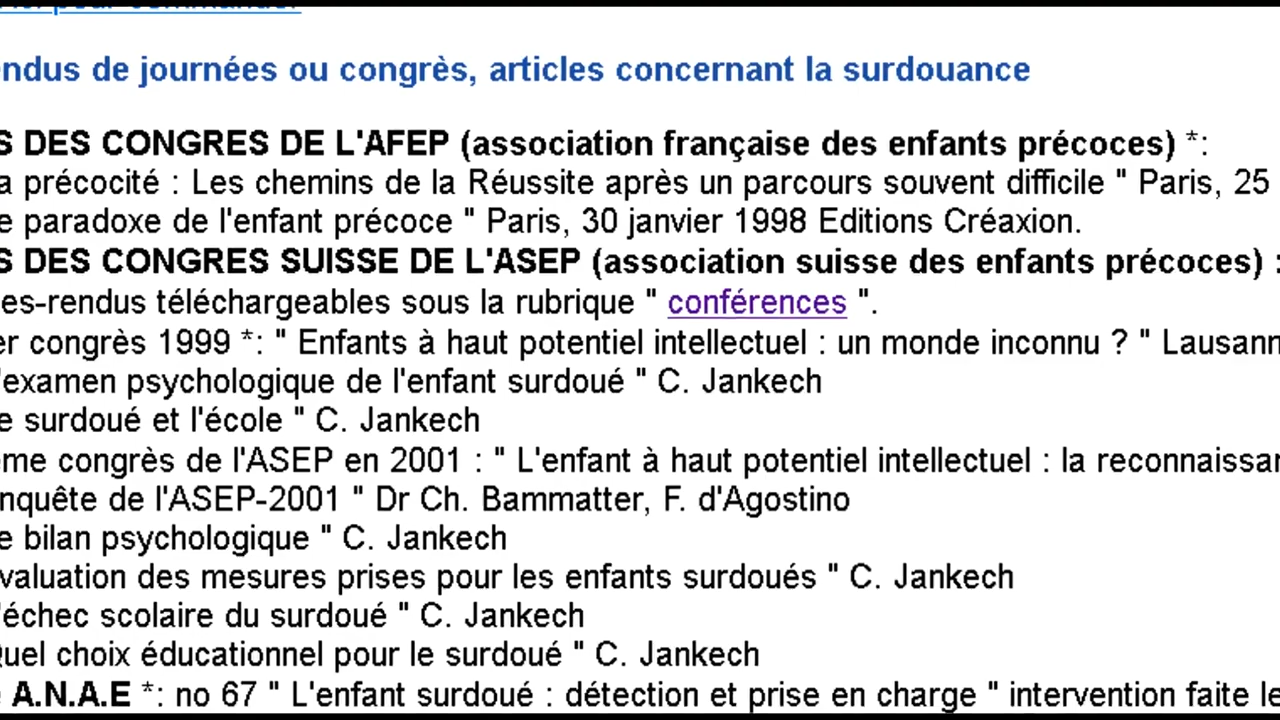 ndus de journées ou congrès, articles concernant la surdouance
S DES CONGRES DE L'AFEP (association française des enfants précoces) *:
a précocité : Les chemins de la Réussite après un parcours souvent difficile " Paris, 25
e paradoxe de l'enfant précoce " Paris, 30 janvier 1998 Editions Créaxion.
S DES CONGRES SUISSE DE L'ASEP (association suisse des enfants précoces) :
es-rendus téléchargeables sous la rubrique " conférences ".
er congrès 1999 *: " Enfants à haut potentiel intellectuel : un monde inconnu ? " Lausann
'examen psychologique de l'enfant surdoué " C. Jankech
e surdoué et l'école " C. Jankech
ème congrès de l'ASEP en 2001 : " L'enfant à haut potentiel intellectuel : la reconnaissan
nquête de l'ASEP-2001 " Dr Ch. Bammatter, F. d'Agostino
e bilan psychologique " C. Jankech
valuation des mesures prises pour les enfants surdoués " C. Jankech
'échec scolaire du surdoué " C. Jankech
Quel choix éducationnel pour le surdoué " C. Jankech
A.N.A.E *: no 67 " L'enfant surdoué : détection et prise en charge " intervention faite le